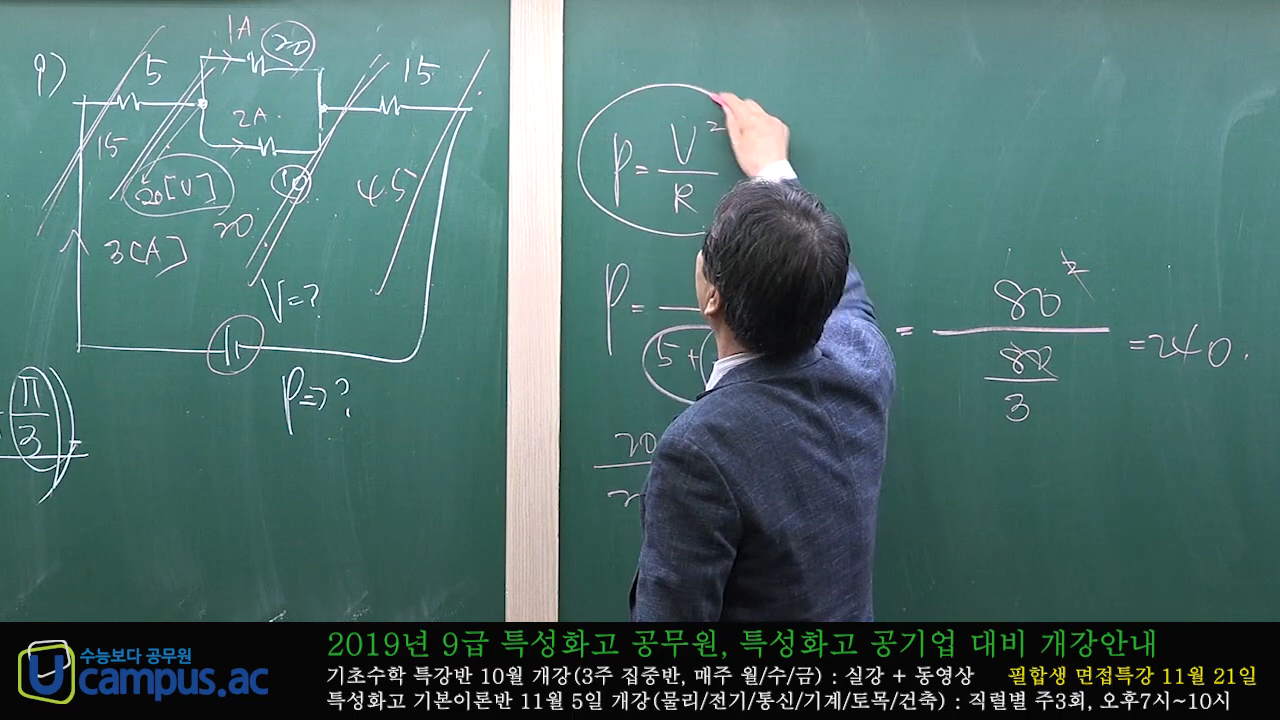 9)
5
1A
20
15
2A
15
20[V]
10
45
20
3[A]
V=?
P=>?
π
3
P = V²
R
P =
5+(
20
= 80²
80
3
=240.
2019년 9급 특성화고 공무원, 특성화고 공기업 대비 개강안내
수능보다 공무원
Ucampus.ac
기초수학 특강반 10월 개강(3주 집중반, 매주 월/수/금) : 실강 + 동영상 필합생 면접특강 11월 21일
특성화고 기본이론반 11월 5일 개강(물리/전기/통신/기계/토목/건축) : 직렬별 주3회, 오후7시~10시